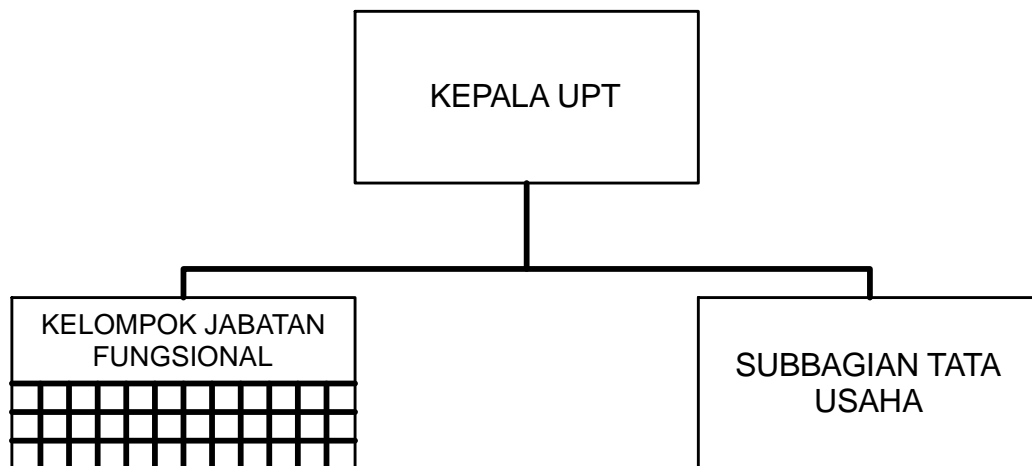 KEPALA UPT
KELOMPOK JABATAN
FUNGSIONAL
SUBBAGIAN TATA
USAHA